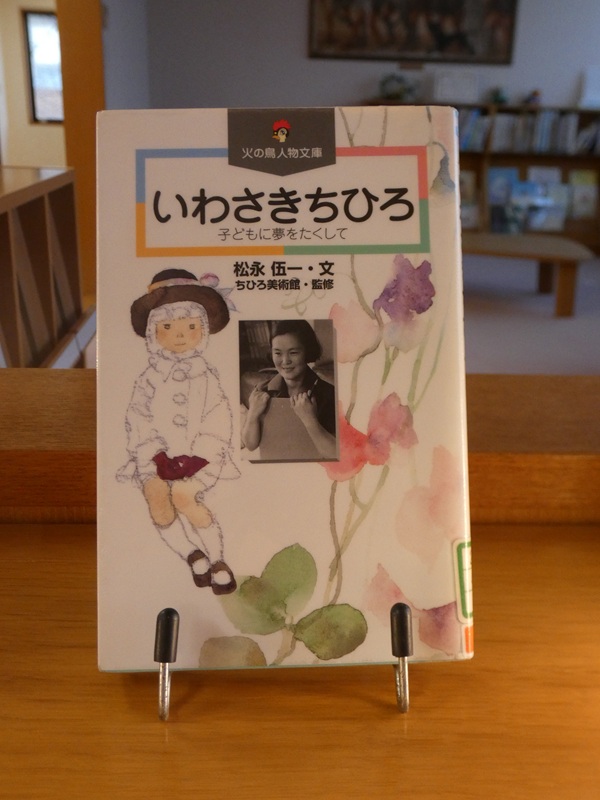 火の鳥人物文庫
いわさきちひろ
子どもに夢をたくして
松永 伍一・文
ちひろ美術館・監修